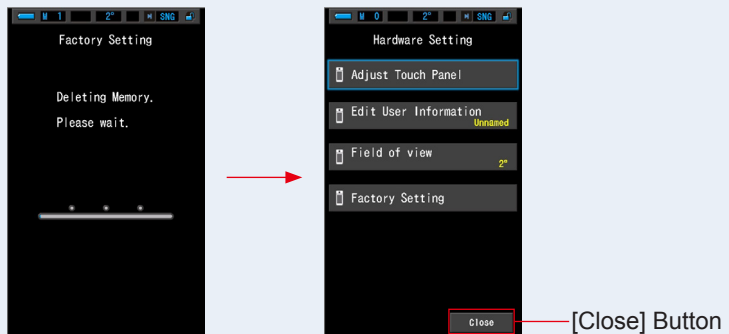 M 1 2° M SNG
Factory Setting
Deleting Memory.
Please wait.
M 0 2° M SNG
Hardware Setting
Adjust Touch Panel
Edit User Information
Unnamed
Field of view
2°
Factory Setting
Close
[Close] Button